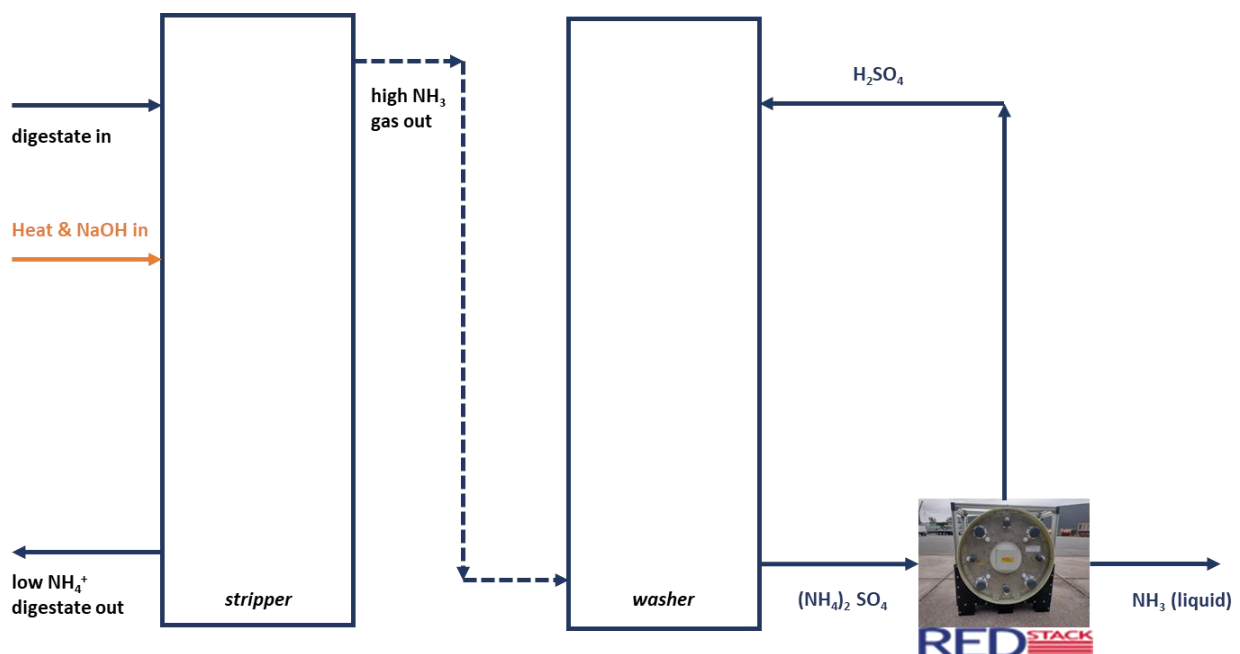 digestate in
Heat & NaOH in
low NH₄⁺
digestate out
stripper
high NH₃
gas out
washer
H₂SO₄
(NH₄)₂ SO₄
NH₃ (liquid)
REDSTACK